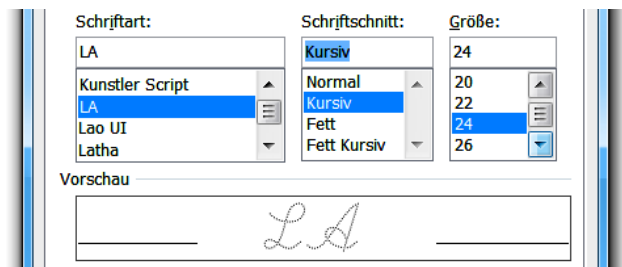 Schriftart: Schriftschnitt: Größe:
LA Kursiv 24
Kunstler Script Normal 20
LA Kursiv 22
Lao UI Fett 24
Latha Fett Kursiv 26
Vorschau
LA